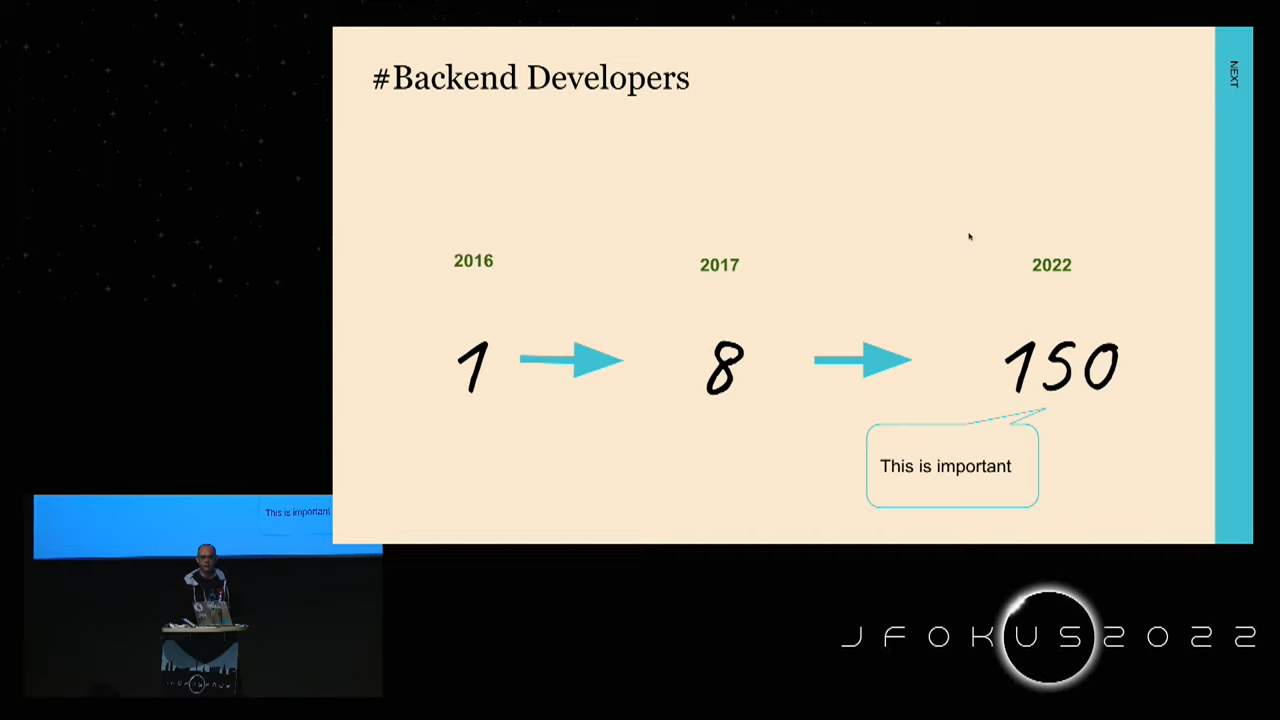 #Backend Developers
NEXT
2016
2017
2022
1
8
150
This is important
This is important
JFOKUS2022